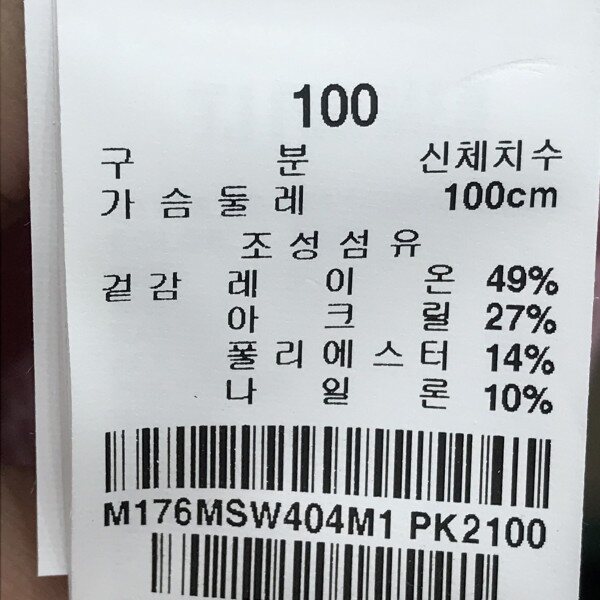 100
구 분 신체치수
가슴둘레 100cm
조성섬유
겉감 레이온 49%
아크릴 27%
폴리에스터 14%
나일론 10%
M176MSW404M1 PK2100